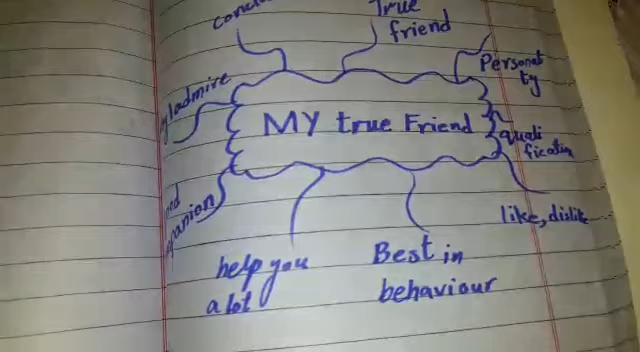 True
friend
Personali
ty
MY true Friend
quali
fication
like, dislike
help you
a lot
Best in
behaviour